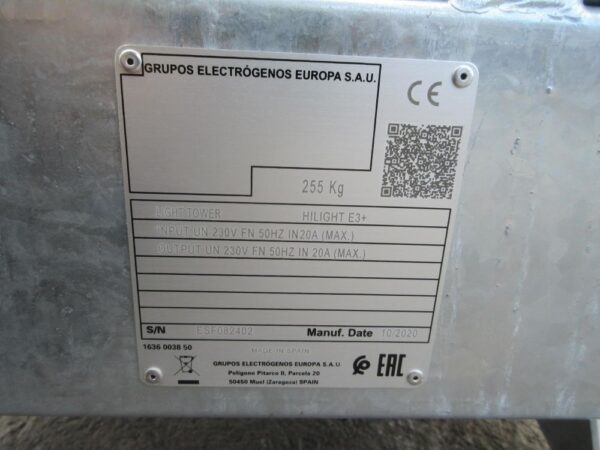 GRUPOS ELECTRÓGENOS EUROPA S.A.U.
CE
255 Kg
LIGHT TOWER HILIGHT E3+
INPUT UN 230V FN 50HZ IN20A (MAX.)
OUTPUT UN 230V FN 50HZ IN 20A (MAX.)
S/N ESF082402 Manuf. Date 10/2020
1636 0038 50
MADE IN SPAIN
GRUPOS ELECTRÓGENOS EUROPA S.A.U
Polígono Pitarco II, Parcela 20
50450 Muel (Zaragoza) SPAIN
EAC